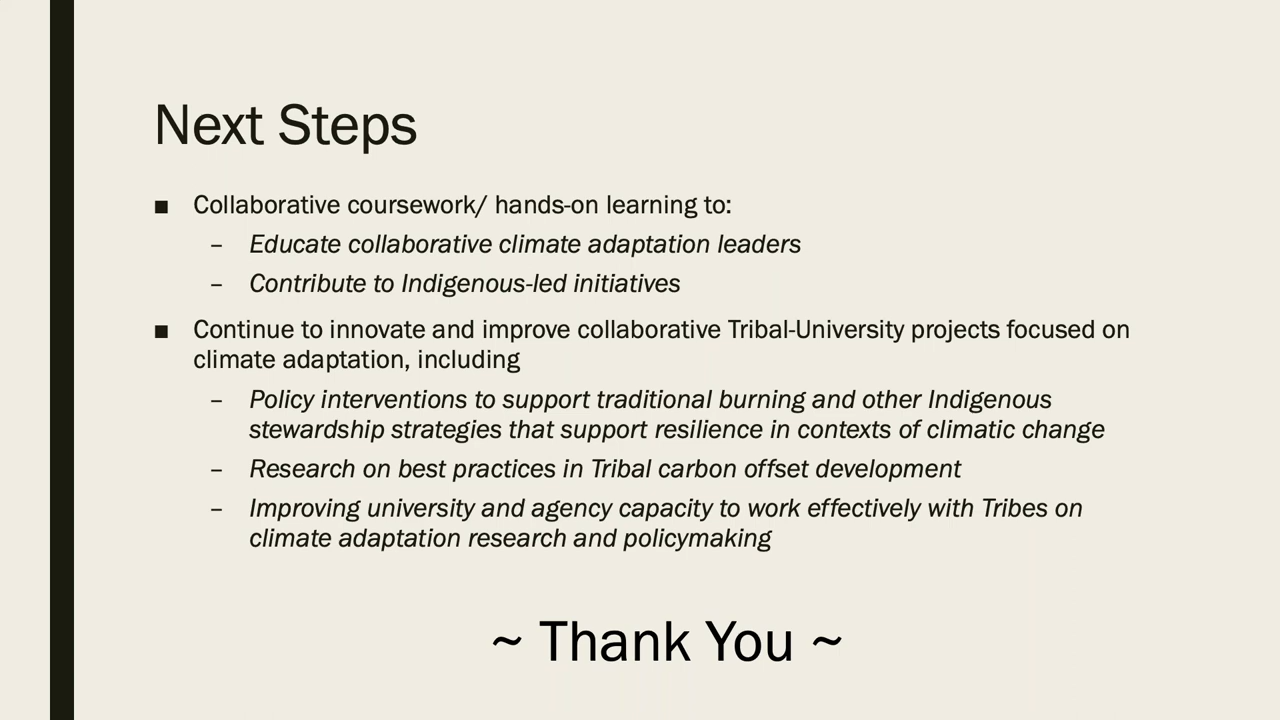 Next Steps
■ Collaborative coursework/ hands-on learning to:
– Educate collaborative climate adaptation leaders
– Contribute to Indigenous-led initiatives
■ Continue to innovate and improve collaborative Tribal-University projects focused on
climate adaptation, including
– Policy interventions to support traditional burning and other Indigenous
stewardship strategies that support resilience in contexts of climatic change
– Research on best practices in Tribal carbon offset development
– Improving university and agency capacity to work effectively with Tribes on
climate adaptation research and policymaking
~ Thank You ~